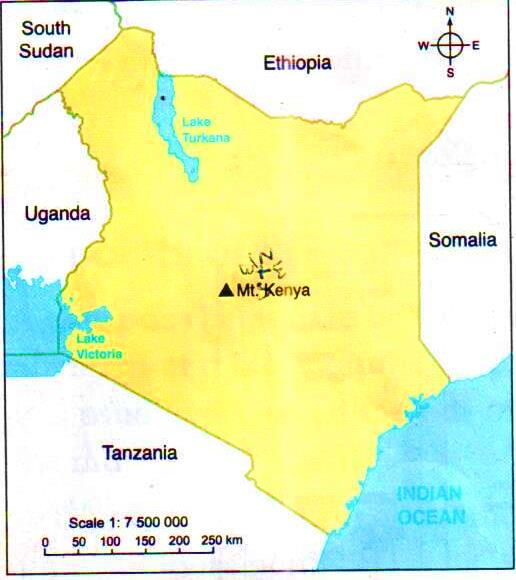 South
Sudan
Ethiopia
N
W E
S
Lake
Turkana
Uganda
Somalia
N
W E
S
Mt. Kenya
Lake
Victoria
Tanzania
INDIAN
OCEAN
Scale 1: 7 500 000
0 50 100 150 200 250 km